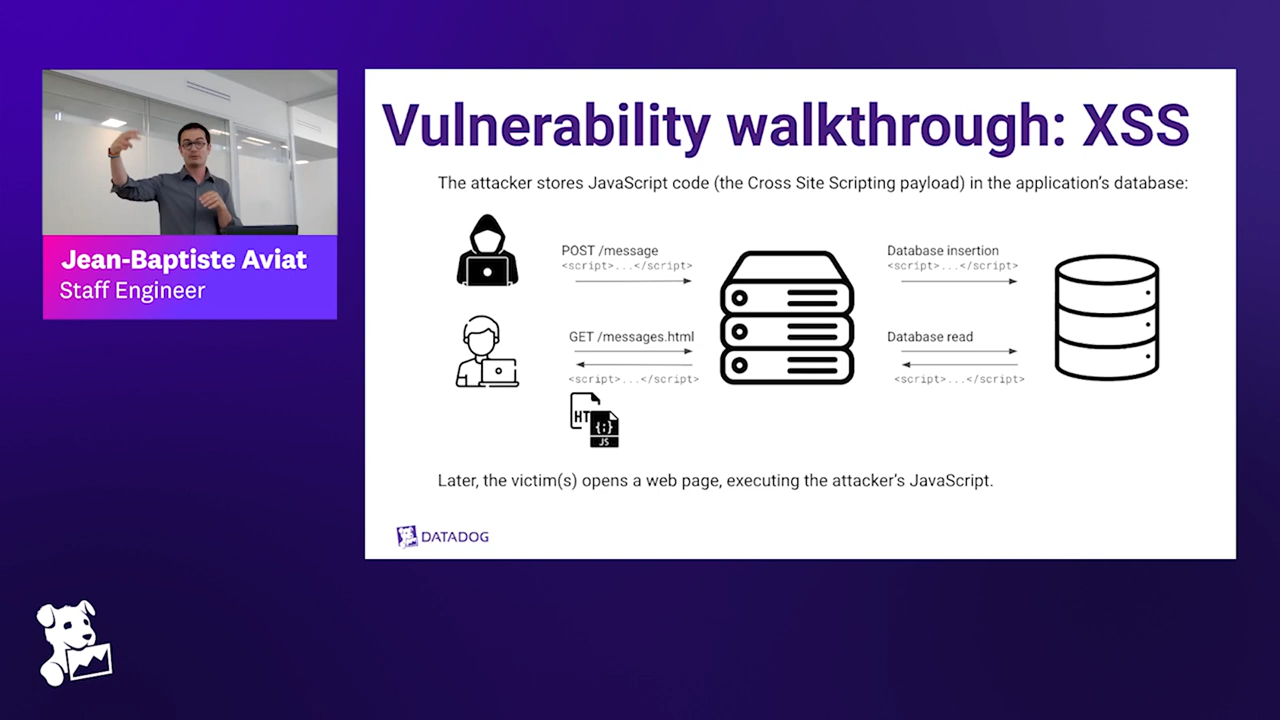 Jean-Baptiste Aviat
Staff Engineer
Vulnerability walkthrough: XSS
The attacker stores JavaScript code (the Cross Site Scripting payload) in the application's database:
POST /message
<script>...</script>
Database insertion
<script>...</script>
GET /messages.html
<script>...</script>
Database read
<script>...</script>
HT
{;}
JS
Later, the victim(s) opens a web page, executing the attacker's JavaScript.
DATADOG